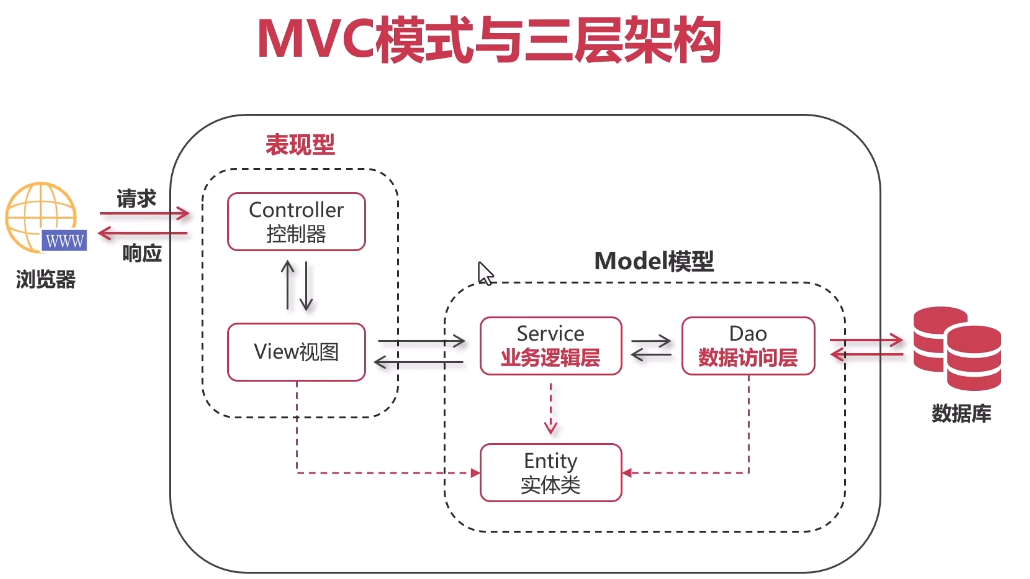 MVC模式与三层架构
表现型
请求
响应
WWW
浏览器
Controller
控制器
View视图
Model模型
Service
业务逻辑层
Dao
数据访问层
Entity
实体类
数据库